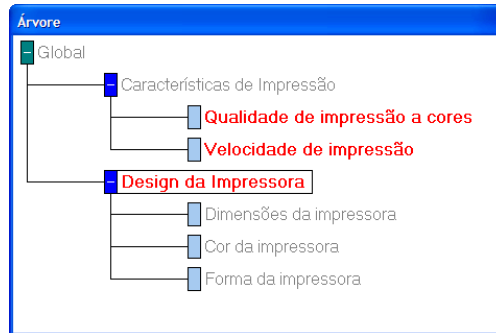 Árvore
Global
Características de Impressão
Qualidade de impressão a cores
Velocidade de impressão
Design da Impressora
Dimensões da impressora
Cor da impressora
Forma da impressora